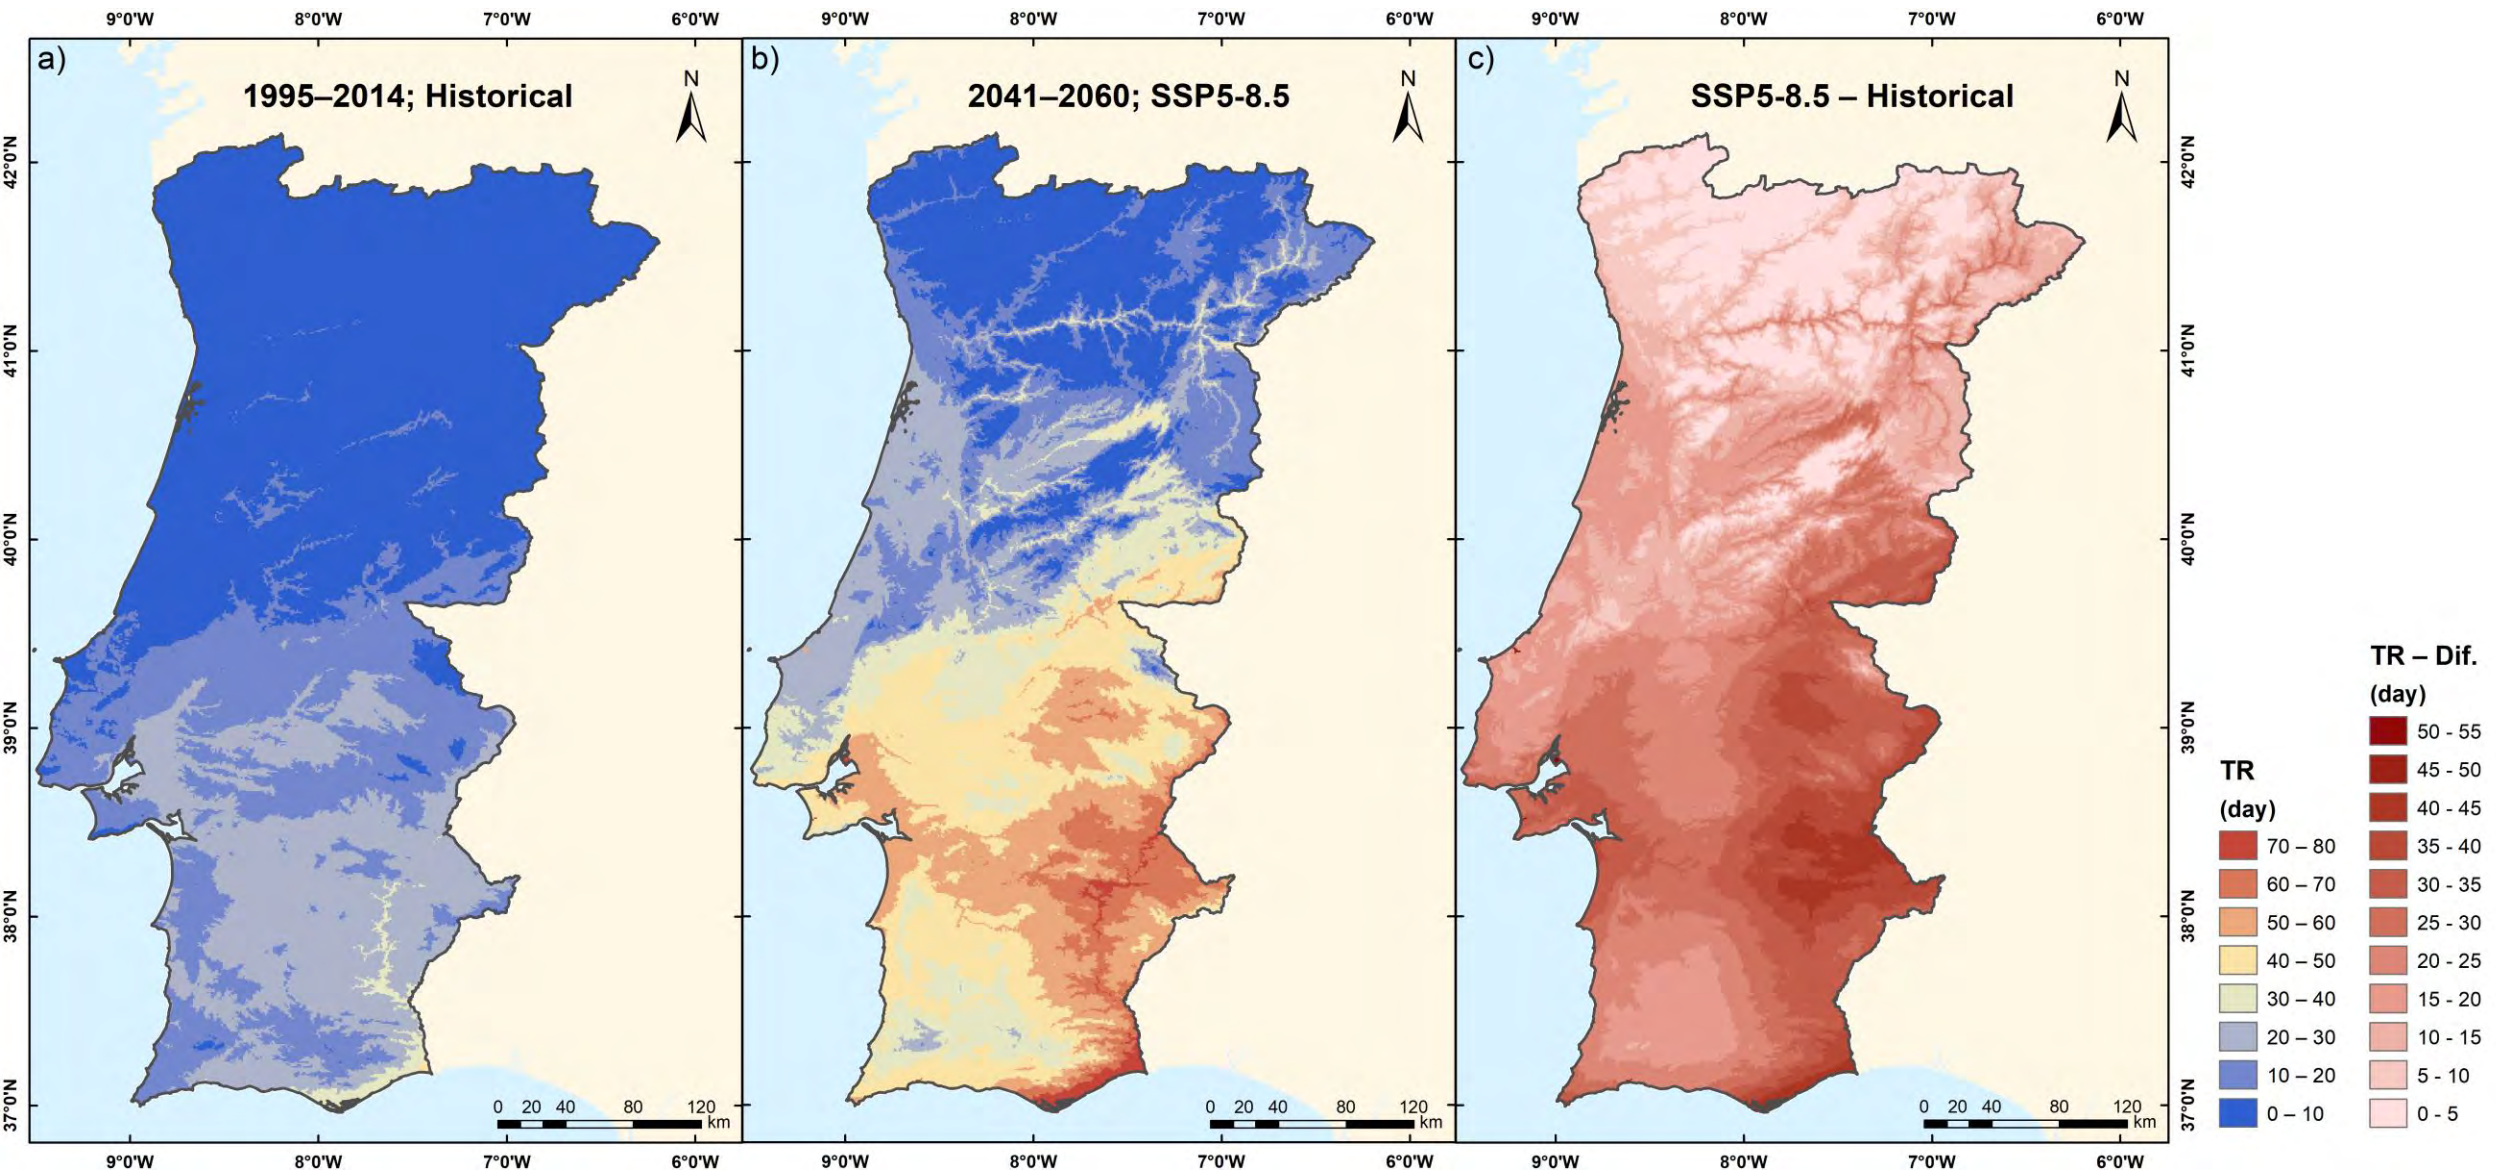 9°0'W 8°0'W 7°0'W 6°0'W 9°0'W 8°0'W 7°0'W 6°0'W 9°0'W 8°0'W 7°0'W 6°0'W
a)
1995–2014; Historical
N
b)
2041–2060; SSP5-8.5
N
c)
SSP5-8.5 – Historical
N
42°0'N
41°0'N
40°0'N
39°0'N
38°0'N
37°0'N
42°0'N
41°0'N
40°0'N
39°0'N
38°0'N
37°0'N
0 20 40 80 120
km
0 20 40 80 120
km
0 20 40 80 120
km
TR
(day)
70 – 80
60 – 70
50 – 60
40 – 50
30 – 40
20 – 30
10 – 20
0 – 10
TR – Dif.
(day)
50 - 55
45 - 50
40 - 45
35 - 40
30 - 35
25 - 30
20 - 25
15 - 20
10 - 15
5 - 10
0 - 5
9°0'W 8°0'W 7°0'W 6°0'W 9°0'W 8°0'W 7°0'W 6°0'W 9°0'W 8°0'W 7°0'W 6°0'W